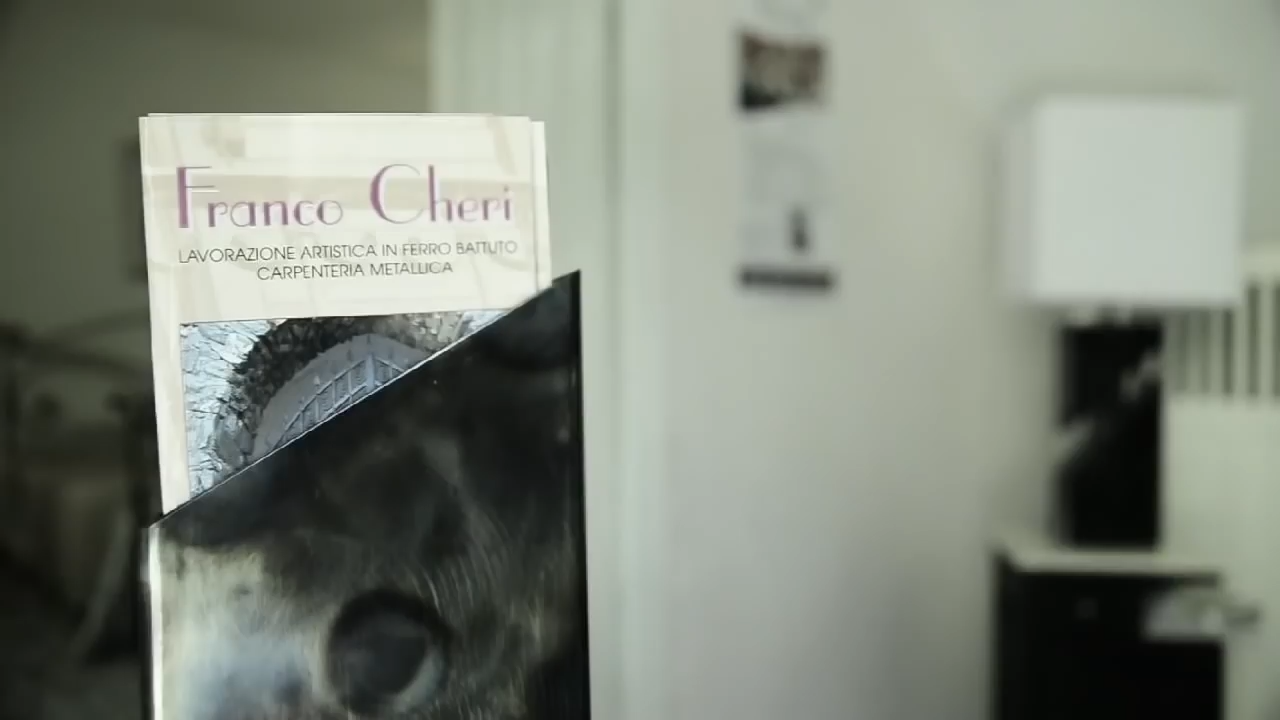 Franco Cheri
LAVORAZIONE ARTISTICA IN FERRO BATTUTO
CARPENTERIA METALLICA